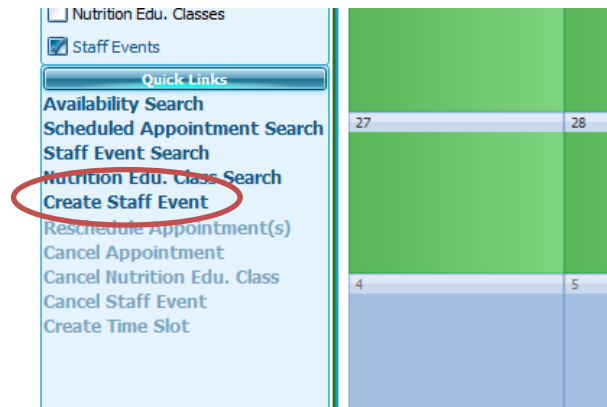 Nutrition Edu. Classes
Staff Events
Quick Links
Availability Search
Scheduled Appointment Search
Staff Event Search
Nutrition Edu. Class Search
Create Staff Event
Reschedule Appointment(s)
Cancel Appointment
Cancel Nutrition Edu. Class
Cancel Staff Event
Create Time Slot
27
28
4
5